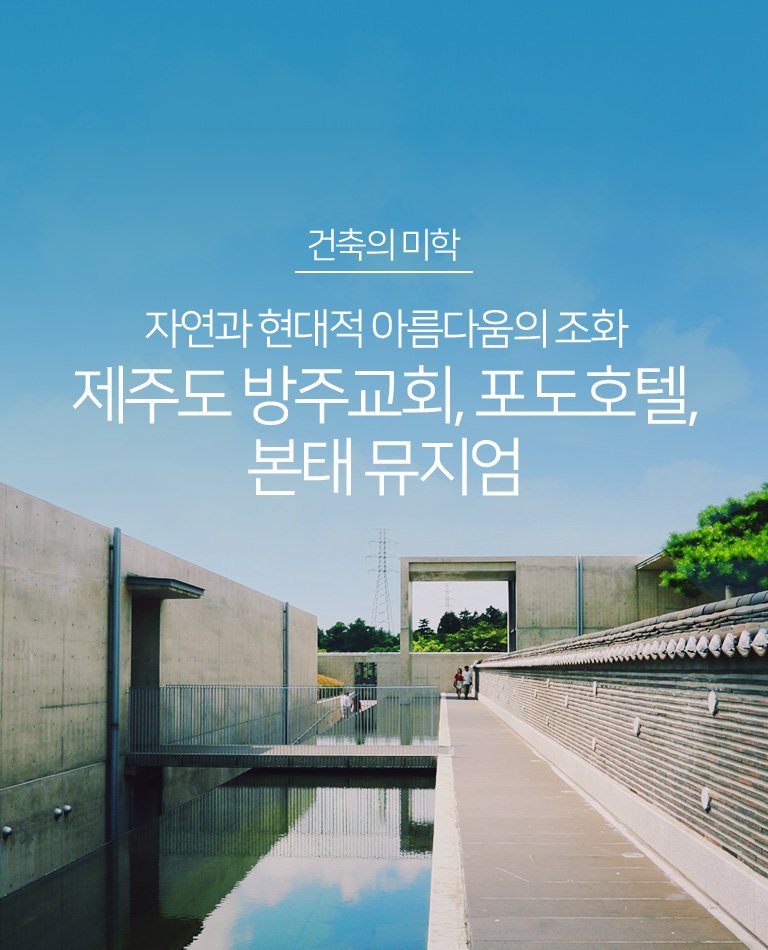 건축의 미학
자연과 현대적 아름다움의 조화
제주도 방주교회, 포도호텔,
본태 뮤지엄